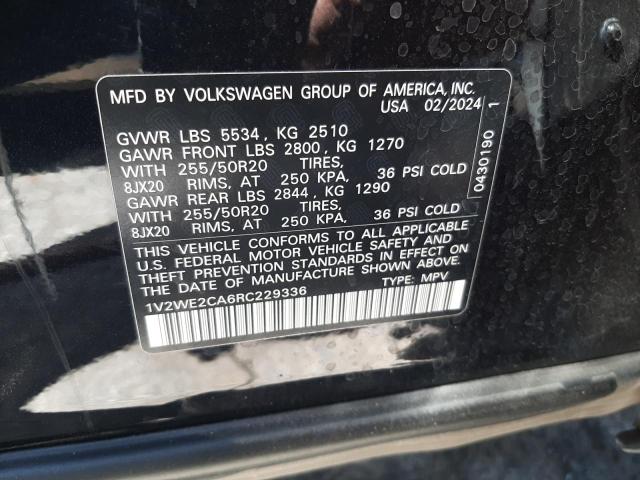 MFD BY VOLKSWAGEN GROUP OF AMERICA, INC.
USA 02/2024
GVWR LBS 5534 , KG 2510
GAWR FRONT LBS 2800 , KG 1270
WITH 255/50R20 TIRES,
8JX20 RIMS, AT 250 KPA, 36 PSI COLD
GAWR REAR LBS 2844 , KG 1290
WITH 255/50R20 TIRES,
8JX20 RIMS, AT 250 KPA, 36 PSI COLD
THIS VEHICLE CONFORMS TO ALL APPLICABLE
U.S. FEDERAL MOTOR VEHICLE SAFETY AND
THEFT PREVENTION STANDARDS IN EFFECT ON
THE DATE OF MANUFACTURE SHOWN ABOVE.
1V2WE2CA6RC229336 TYPE: MPV
0430190 1